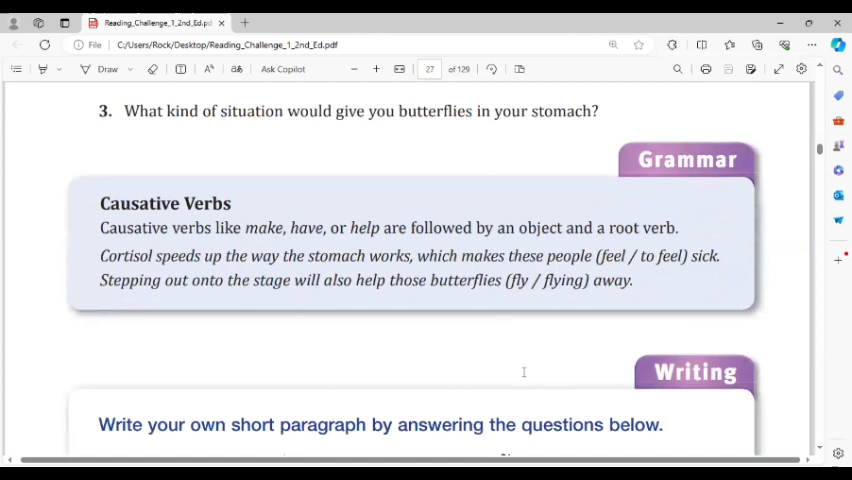 Reading_Challenge_1_2nd_Ed.pdf
File C:/Users/Rock/Desktop/Reading_Challenge_1_2nd_Ed.pdf
Draw Ask Copilot 27 of 129
3. What kind of situation would give you butterflies in your stomach?
Grammar
Causative Verbs
Causative verbs like make, have, or help are followed by an object and a root verb.
Cortisol speeds up the way the stomach works, which makes these people (feel / to feel) sick.
Stepping out onto the stage will also help those butterflies (fly / flying) away.
Writing
Write your own short paragraph by answering the questions below.